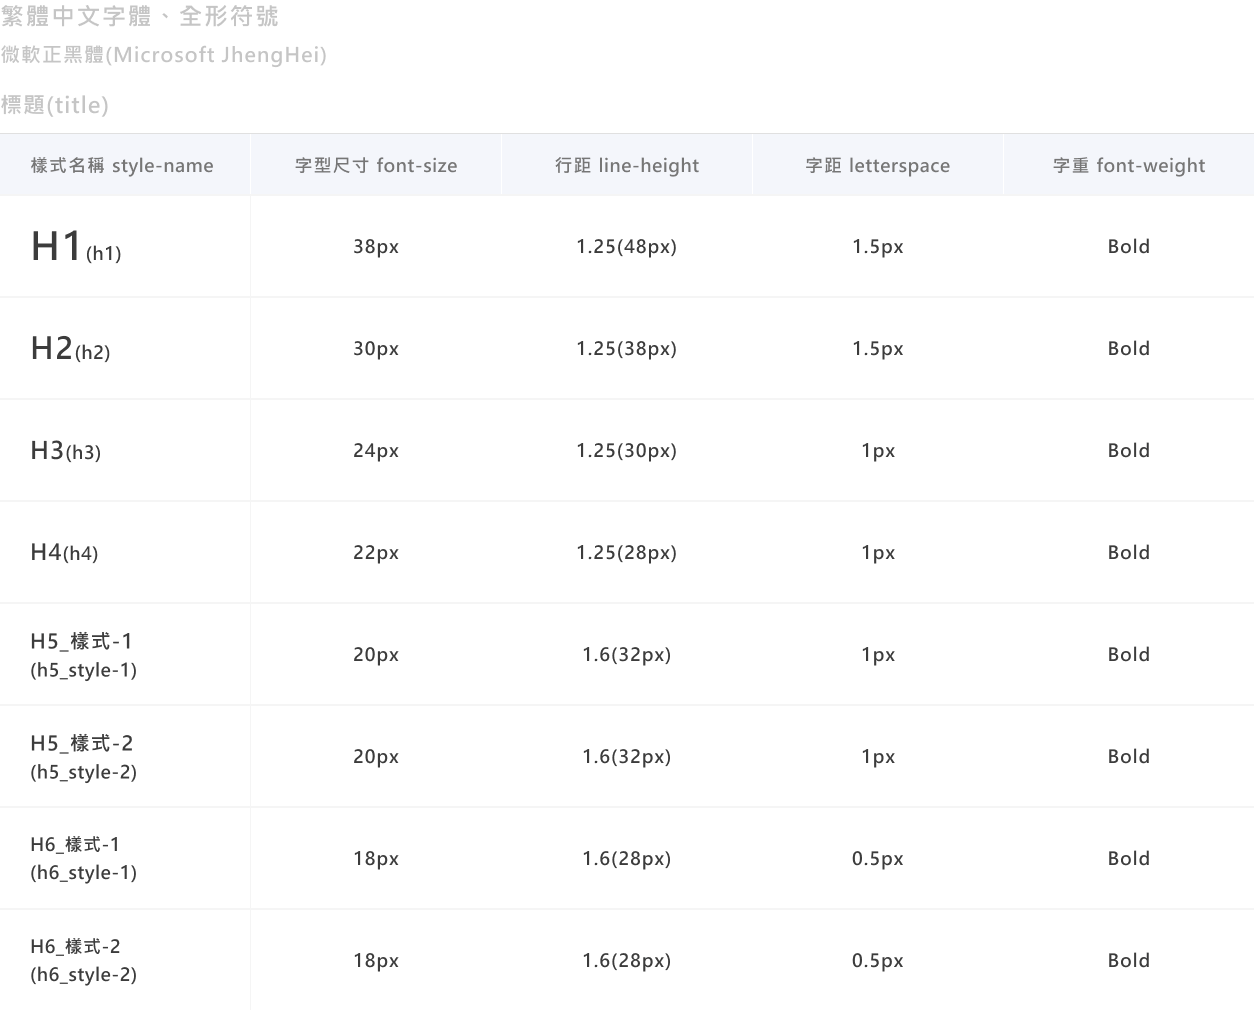 繁體中文字體、全形符號
微軟正黑體(Microsoft JhengHei)
標題(title)
樣式名稱 style-name 字型尺寸 font-size 行距 line-height 字距 letterspace 字重 font-weight
H1(h1) 38px 1.25(48px) 1.5px Bold
H2(h2) 30px 1.25(38px) 1.5px Bold
H3(h3) 24px 1.25(30px) 1px Bold
H4(h4) 22px 1.25(28px) 1px Bold
H5_樣式-1
(h5_style-1) 20px 1.6(32px) 1px Bold
H5_樣式-2
(h5_style-2) 20px 1.6(32px) 1px Bold
H6_樣式-1
(h6_style-1) 18px 1.6(28px) 0.5px Bold
H6_樣式-2
(h6_style-2) 18px 1.6(28px) 0.5px Bold